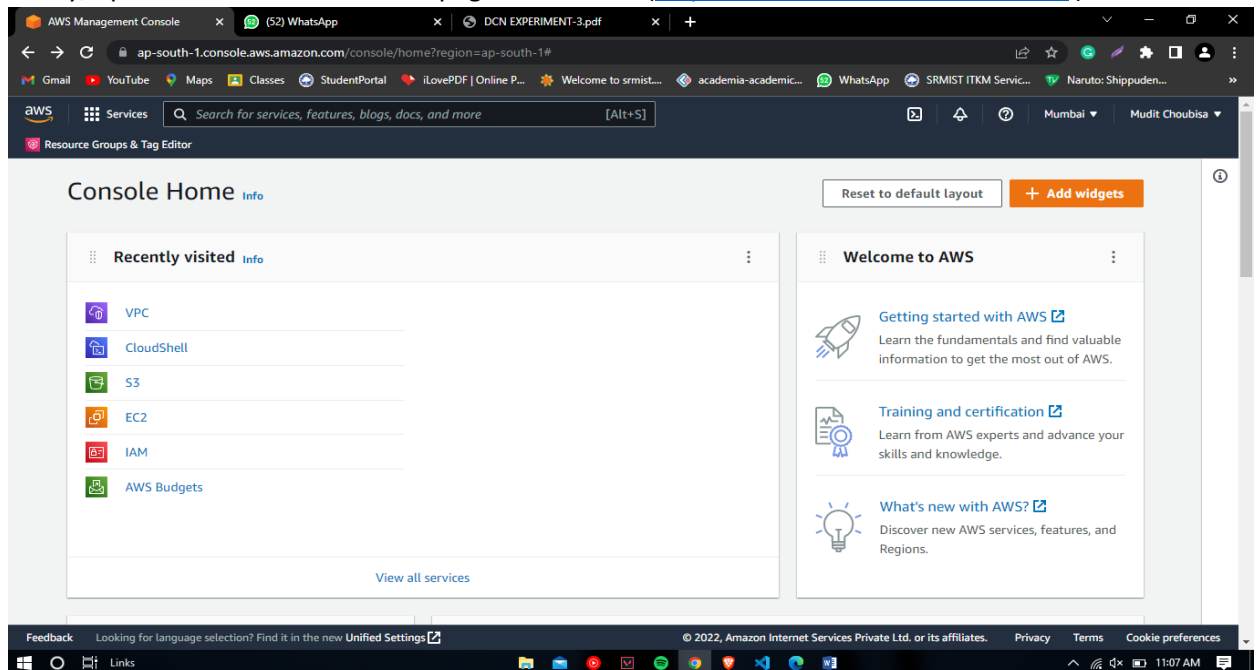 AWS Management Console
(52) WhatsApp
DCN EXPERIMENT-3.pdf
ap-south-1.console.aws.amazon.com/console/home?region=ap-south-1#
Gmail YouTube Maps Classes StudentPortal iLovePDF | Online P... Welcome to srmist.... academia-academic... WhatsApp SRMIST ITKM Servic... Naruto: Shippuden... »
aws Services Search for services, features, blogs, docs, and more [Alt+S] Mumbai ▼ Mudit Choubisa ▼
Resource Groups & Tag Editor
Console Home Info
Reset to default layout
+ Add widgets
Recently visited Info
VPC
CloudShell
S3
EC2
IAM
AWS Budgets
View all services
Welcome to AWS
Getting started with AWS
Learn the fundamentals and find valuable
information to get the most out of AWS.
Training and certification
Learn from AWS experts and advance your
skills and knowledge.
What's new with AWS?
Discover new AWS services, features, and
Regions.
Feedback Looking for language selection? Find it in the new Unified Settings © 2022, Amazon Internet Services Private Ltd. or its affiliates. Privacy Terms Cookie preferences
Links 11:07 AM